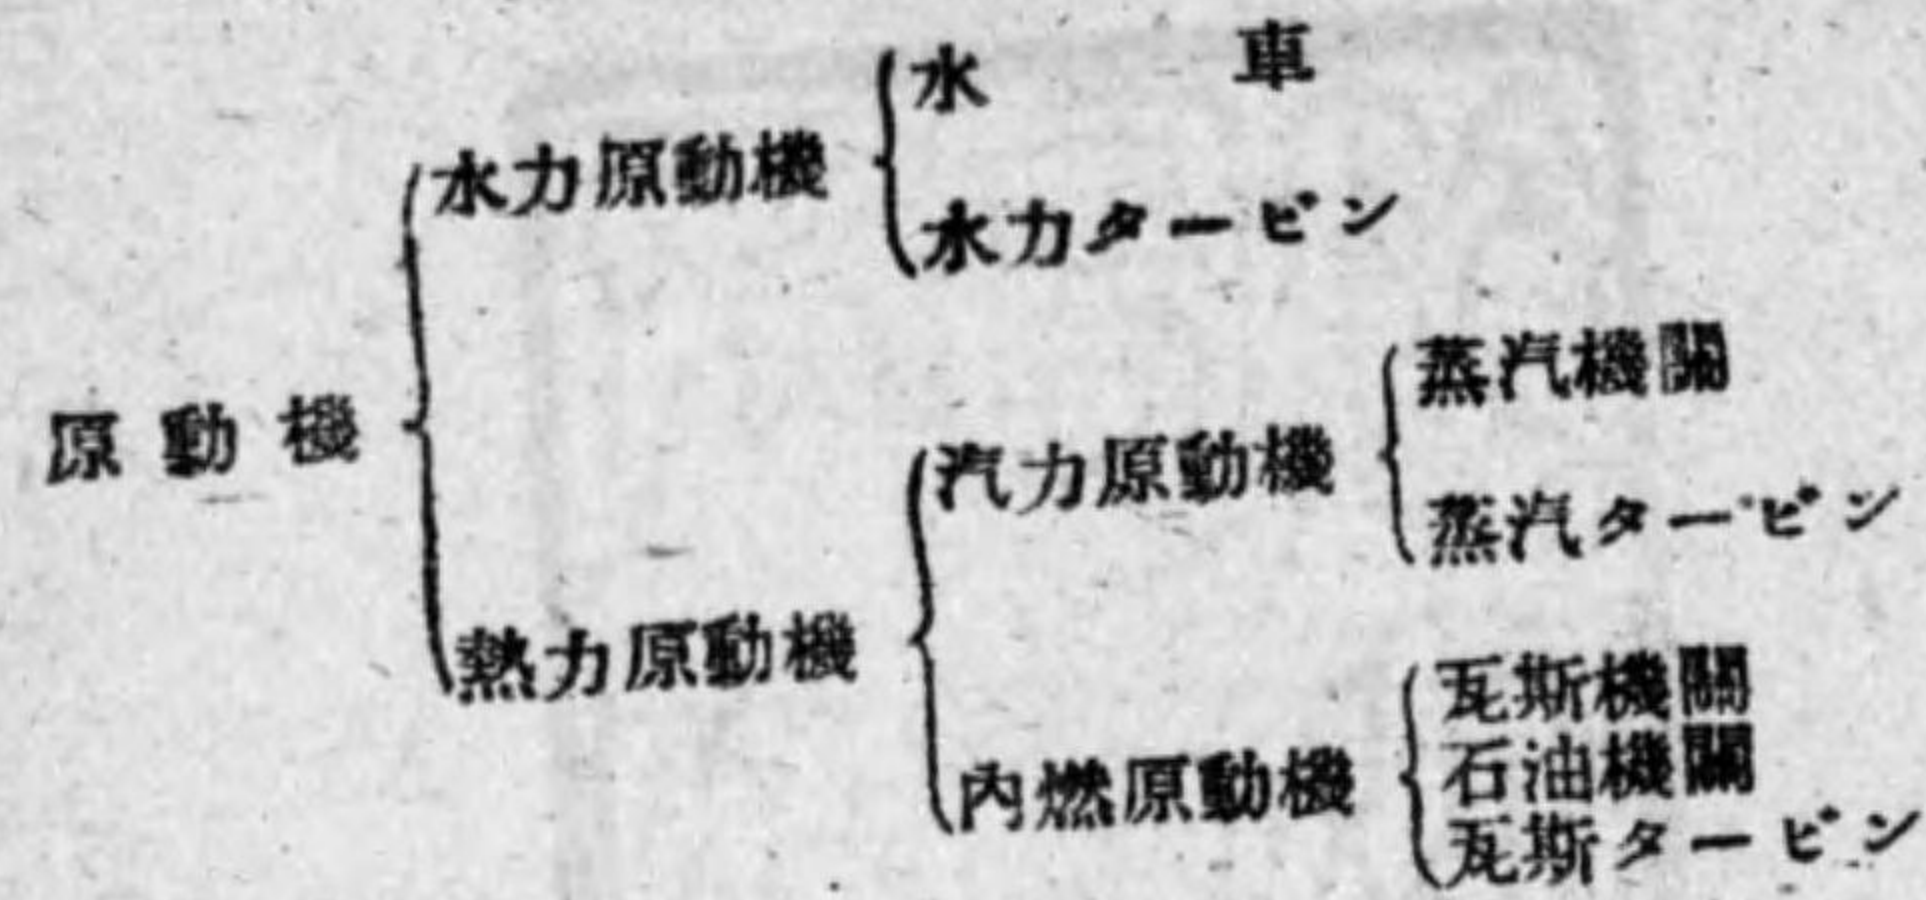 原動機
水力原動機
水車
水力タービン
熱力原動機
汽力原動機
蒸汽機關
蒸汽タービン
內燃原動機
瓦斯機關
石油機關
瓦斯タービン